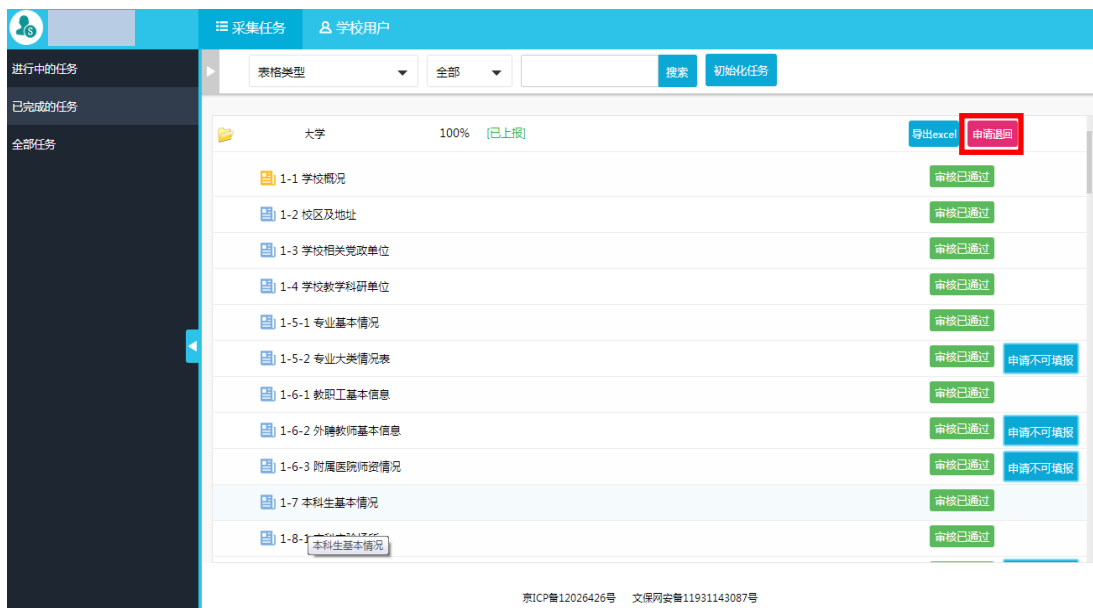 采集任务 学校用户
进行中的任务
已完成的任务
全部任务
表格类型 全部 搜索 初始化任务
大学 100% [已上报] 导出excel 申请退回
1-1 学校概况 审核已通过
1-2 校区及地址 审核已通过
1-3 学校相关党政单位 审核已通过
1-4 学校教学科研单位 审核已通过
1-5-1 专业基本情况 审核已通过
1-5-2 专业大类情况表 审核已通过 申请不可填报
1-6-1 教职工基本信息 审核已通过
1-6-2 外聘教师基本信息 审核已通过 申请不可填报
1-6-3 附属医院师资情况 审核已通过 申请不可填报
1-7 本科生基本情况 审核已通过
1-8-1 审核已通过
本科生基本情况
京ICP备12026426号 文保网安备11931143087号